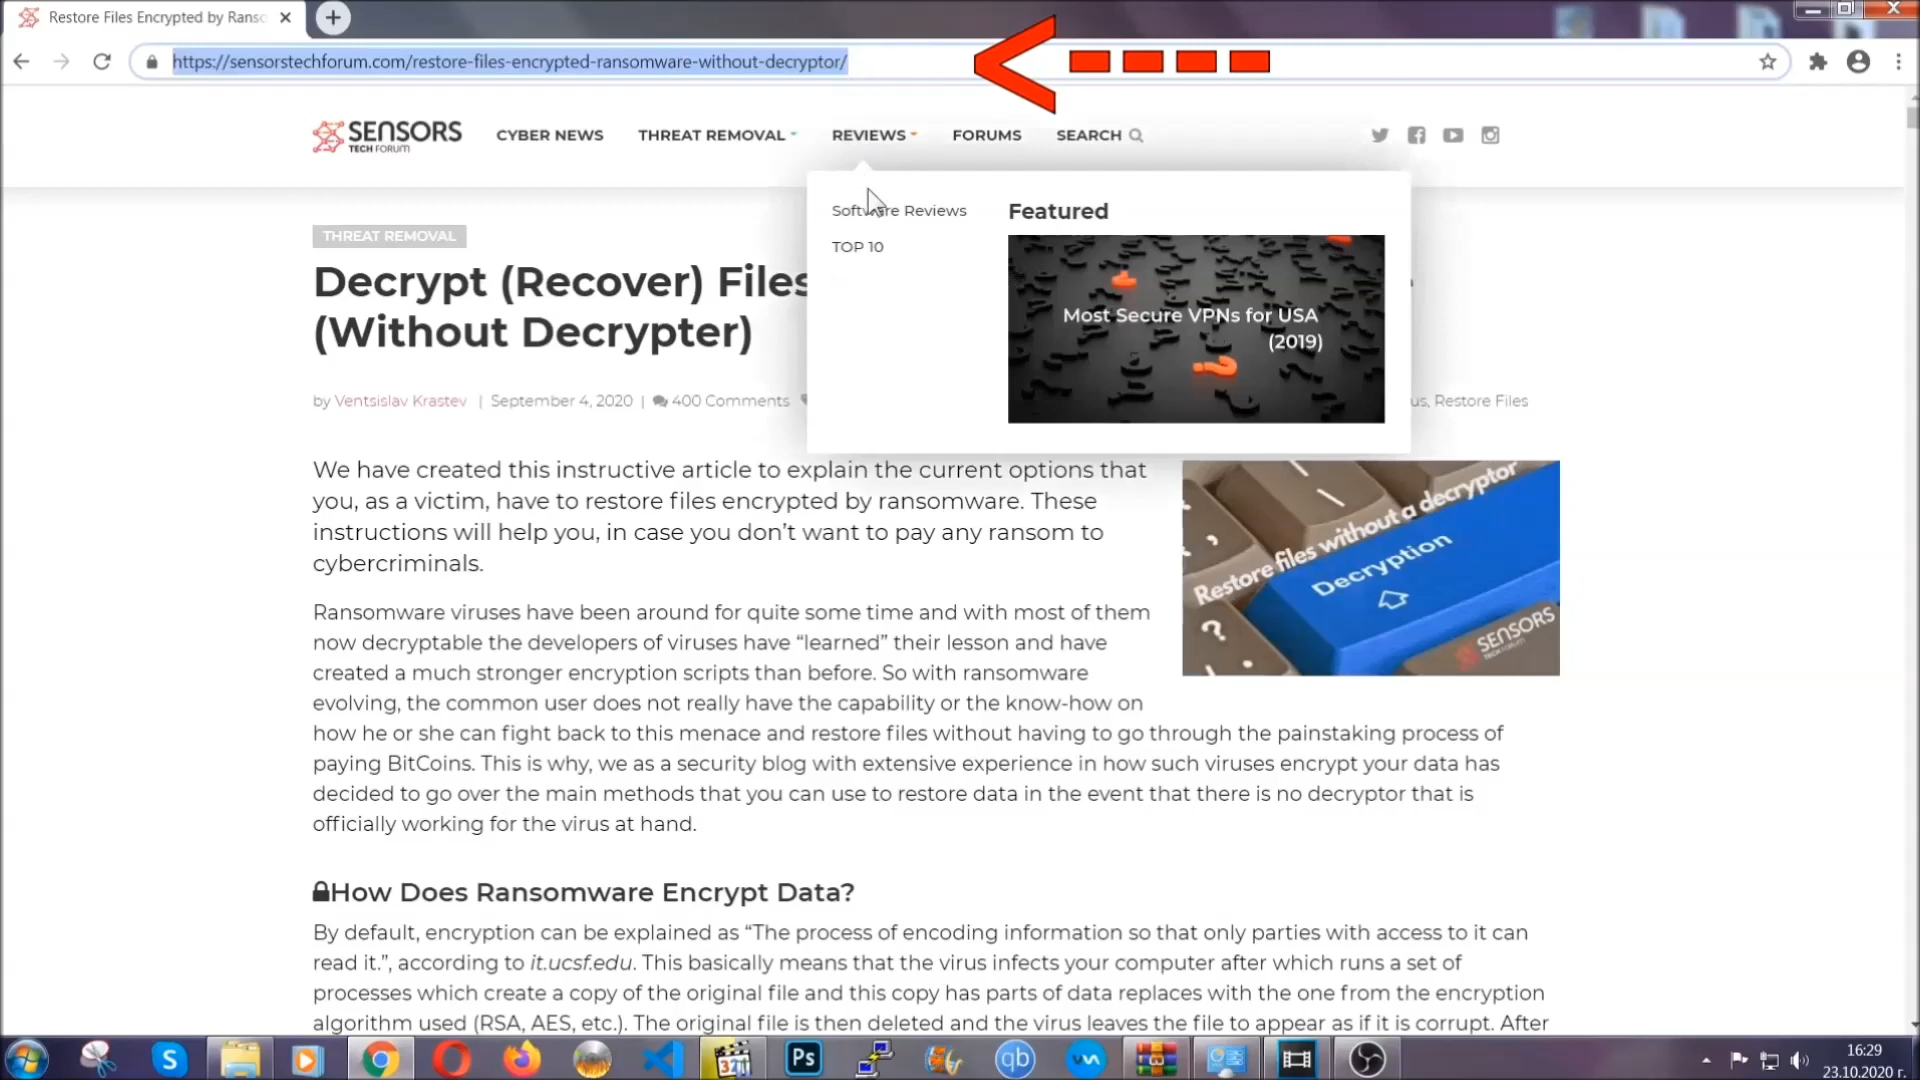 Restore Files Encrypted by Ranso
https://sensorstechforum.com/restore-files-encrypted-ransomware-without-decryptor/
SENSORS
TECH FORUM
CYBER NEWS
THREAT REMOVAL
REVIEWS
FORUMS
SEARCH
Software Reviews
TOP 10
Featured
Most Secure VPNs for USA
(2019)
THREAT REMOVAL
Decrypt (Recover) Files
(Without Decrypter)
by Ventsislav Krastev | September 4, 2020 | 400 Comments
us, Restore Files
We have created this instructive article to explain the current options that
you, as a victim, have to restore files encrypted by ransomware. These
instructions will help you, in case you don’t want to pay any ransom to
cybercriminals.
Restore files without a decryptor
Decryption
?
SENSORS
TECH FORUM
Ransomware viruses have been around for quite some time and with most of them
now decryptable the developers of viruses have “learned” their lesson and have
created a much stronger encryption scripts than before. So with ransomware
evolving, the common user does not really have the capability or the know-how on
how he or she can fight back to this menace and restore files without having to go through the painstaking process of
paying BitCoins. This is why, we as a security blog with extensive experience in how such viruses encrypt your data has
decided to go over the main methods that you can use to restore data in the event that there is no decryptor that is
officially working for the virus at hand.
How Does Ransomware Encrypt Data?
By default, encryption can be explained as “The process of encoding information so that only parties with access to it can
read it.”, according to it.ucsf.edu. This basically means that the virus infects your computer after which runs a set of
processes which create a copy of the original file and this copy has parts of data replaces with the one from the encryption
algorithm used (RSA, AES, etc.). The original file is then deleted and the virus leaves the file to appear as if it is corrupt. After
S
321
Ps
qb
16:29
23.10.2020 г.